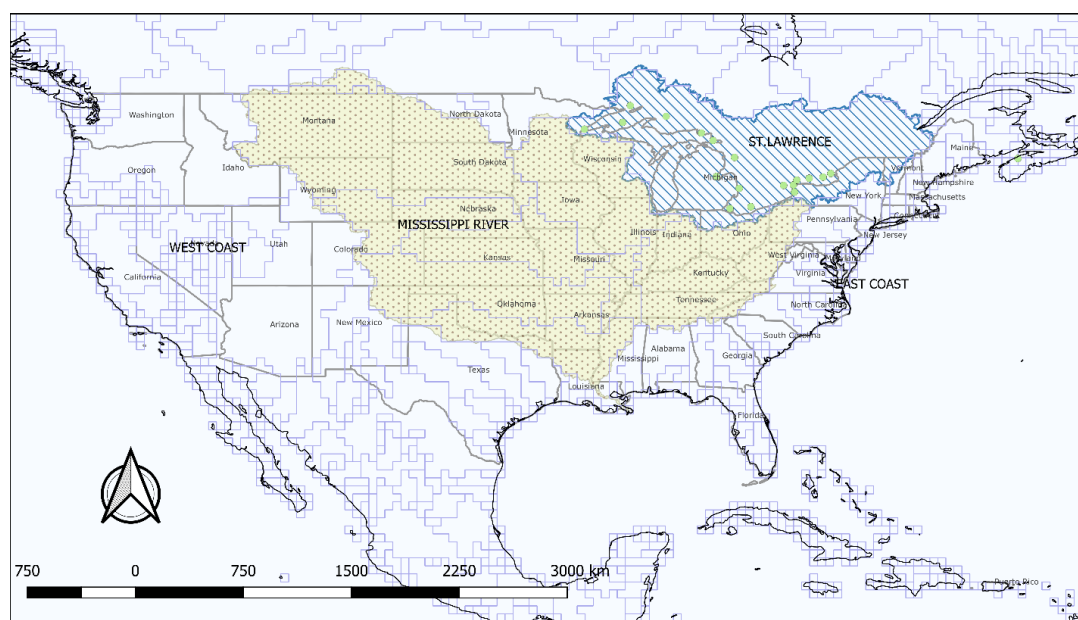 Washington
Montana
North Dakota
Minnesota
ST.LAWRENCE
Maine
Wisconsin
Vermont
Oregon
Idaho
South Dakota
Michigan
New Hampshire
Wyoming
New York
Massachusetts
Nebraska
Iowa
MISSISSIPPI RIVER
Pennsylvania
Illinois
Indiana
Ohio
New Jersey
WEST COAST
Utah
Colorado
Kansas
Missouri
West Virginia
California
Kentucky
Virginia
EAST COAST
Oklahoma
Tennessee
North Carolina
Arizona
New Mexico
Arkansas
South Carolina
Alabama
Mississippi
Georgia
Texas
Louisiana
Florida
750 0 750 1500 2250 3000 km
Puerto Rico